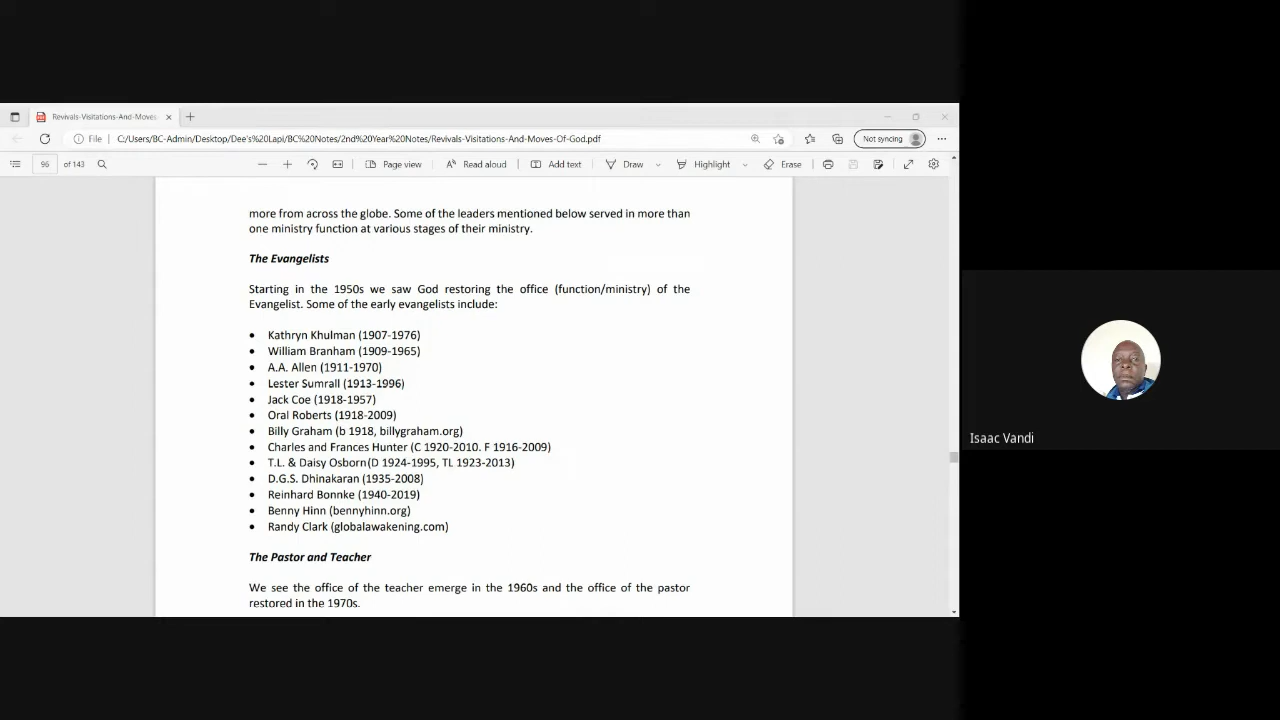 Revivals-Visitations-And-Moves
File
C:/Users/BC-Admin/Desktop/Dee's%20Lapi/BC%20Notes/2nd%20Year%20Notes/Revivals-Visitations-And-Moves-Of-God.pdf
Not syncing
96 of 143
Page view
Read aloud
Add text
Draw
Highlight
Erase
more from across the globe. Some of the leaders mentioned below served in more than
one ministry function at various stages of their ministry.
The Evangelists
Starting in the 1950s we saw God restoring the office (function/ministry) of the
Evangelist. Some of the early evangelists include:
• Kathryn Khulman (1907-1976)
• William Branham (1909-1965)
• A.A. Allen (1911-1970)
• Lester Sumrall (1913-1996)
• Jack Coe (1918-1957)
• Oral Roberts (1918-2009)
• Billy Graham (b 1918, billygraham.org)
• Charles and Frances Hunter (C 1920-2010. F 1916-2009)
• T.L. & Daisy Osborn(D 1924-1995, TL 1923-2013)
• D.G.S. Dhinakaran (1935-2008)
• Reinhard Bonnke (1940-2019)
• Benny Hinn (bennyhinn.org)
• Randy Clark (globalawakening.com)
The Pastor and Teacher
We see the office of the teacher emerge in the 1960s and the office of the pastor
restored in the 1970s.
Isaac Vandi